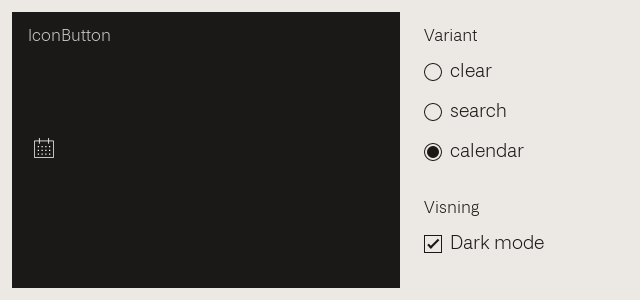 IconButton
Variant
clear
search
calendar
Visning
Dark mode